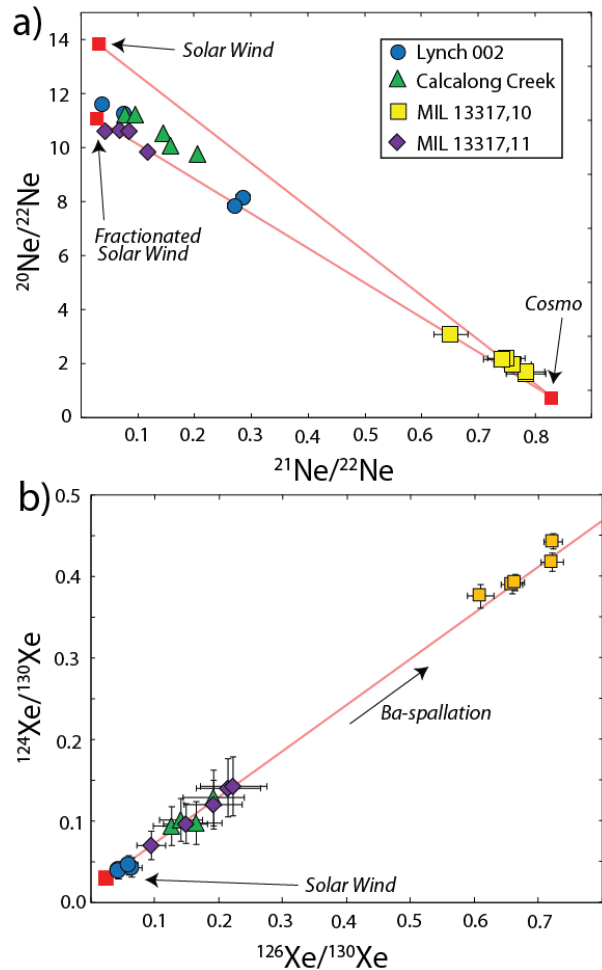 a)
14
12
10
8
6
4
2
0
20Ne/22Ne
Solar Wind
Fractionated
Solar Wind
Cosmo
Lynch 002
Calcalong Creek
MIL 13317,10
MIL 13317,11
0.1 0.2 0.3 0.4 0.5 0.6 0.7 0.8
21Ne/22Ne
b)
0.5
0.4
0.3
0.2
0.1
0.0
124Xe/130Xe
Ba-spallation
Solar Wind
0.1 0.2 0.3 0.4 0.5 0.6 0.7
126Xe/130Xe